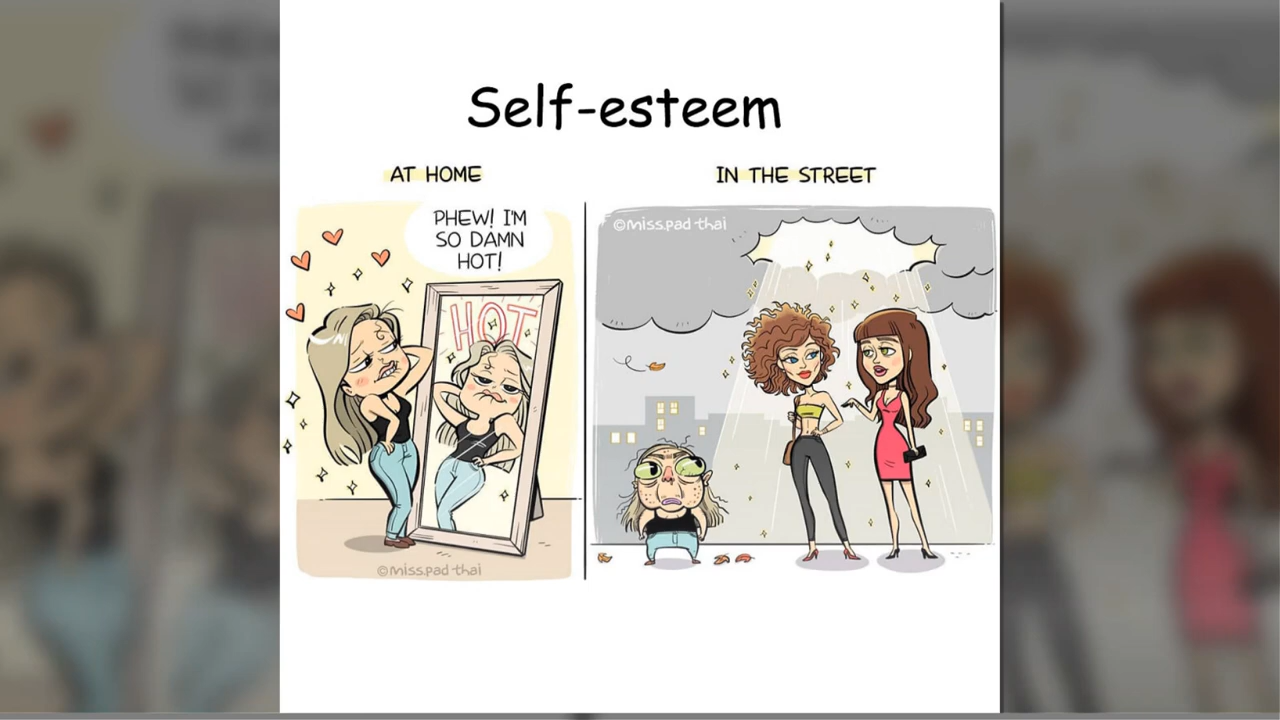 Self-esteem
AT HOME
PHEW! I'M
SO DAMN
HOT!
HOT
©miss.pad thai
IN THE STREET
©miss.pad thai